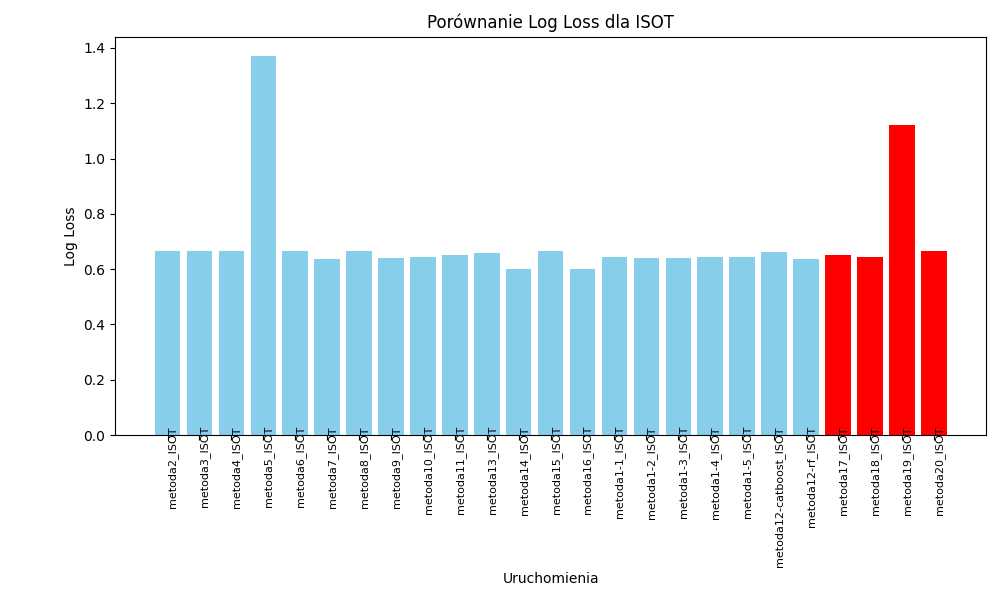 Porównanie Log Loss dla ISOT
Log Loss
1.4
1.2
1.0
0.8
0.6
0.4
0.2
0.0
metoda2_ISOT
metoda3_ISOT
metoda4_ISOT
metoda5_ISOT
metoda6_ISOT
metoda7_ISOT
metoda8_ISOT
metoda9_ISOT
metoda10_ISOT
metoda11_ISOT
metoda13_ISOT
metoda14_ISOT
metoda15_ISOT
metoda16_ISOT
metoda1-1_ISOT
metoda1-2_ISOT
metoda1-3_ISOT
metoda1-4_ISOT
metoda1-5_ISOT
metoda12-catboost_ISOT
metoda12-rf_ISOT
metoda17_ISOT
metoda18_ISOT
metoda19_ISOT
metoda20_ISOT
Uruchomienia